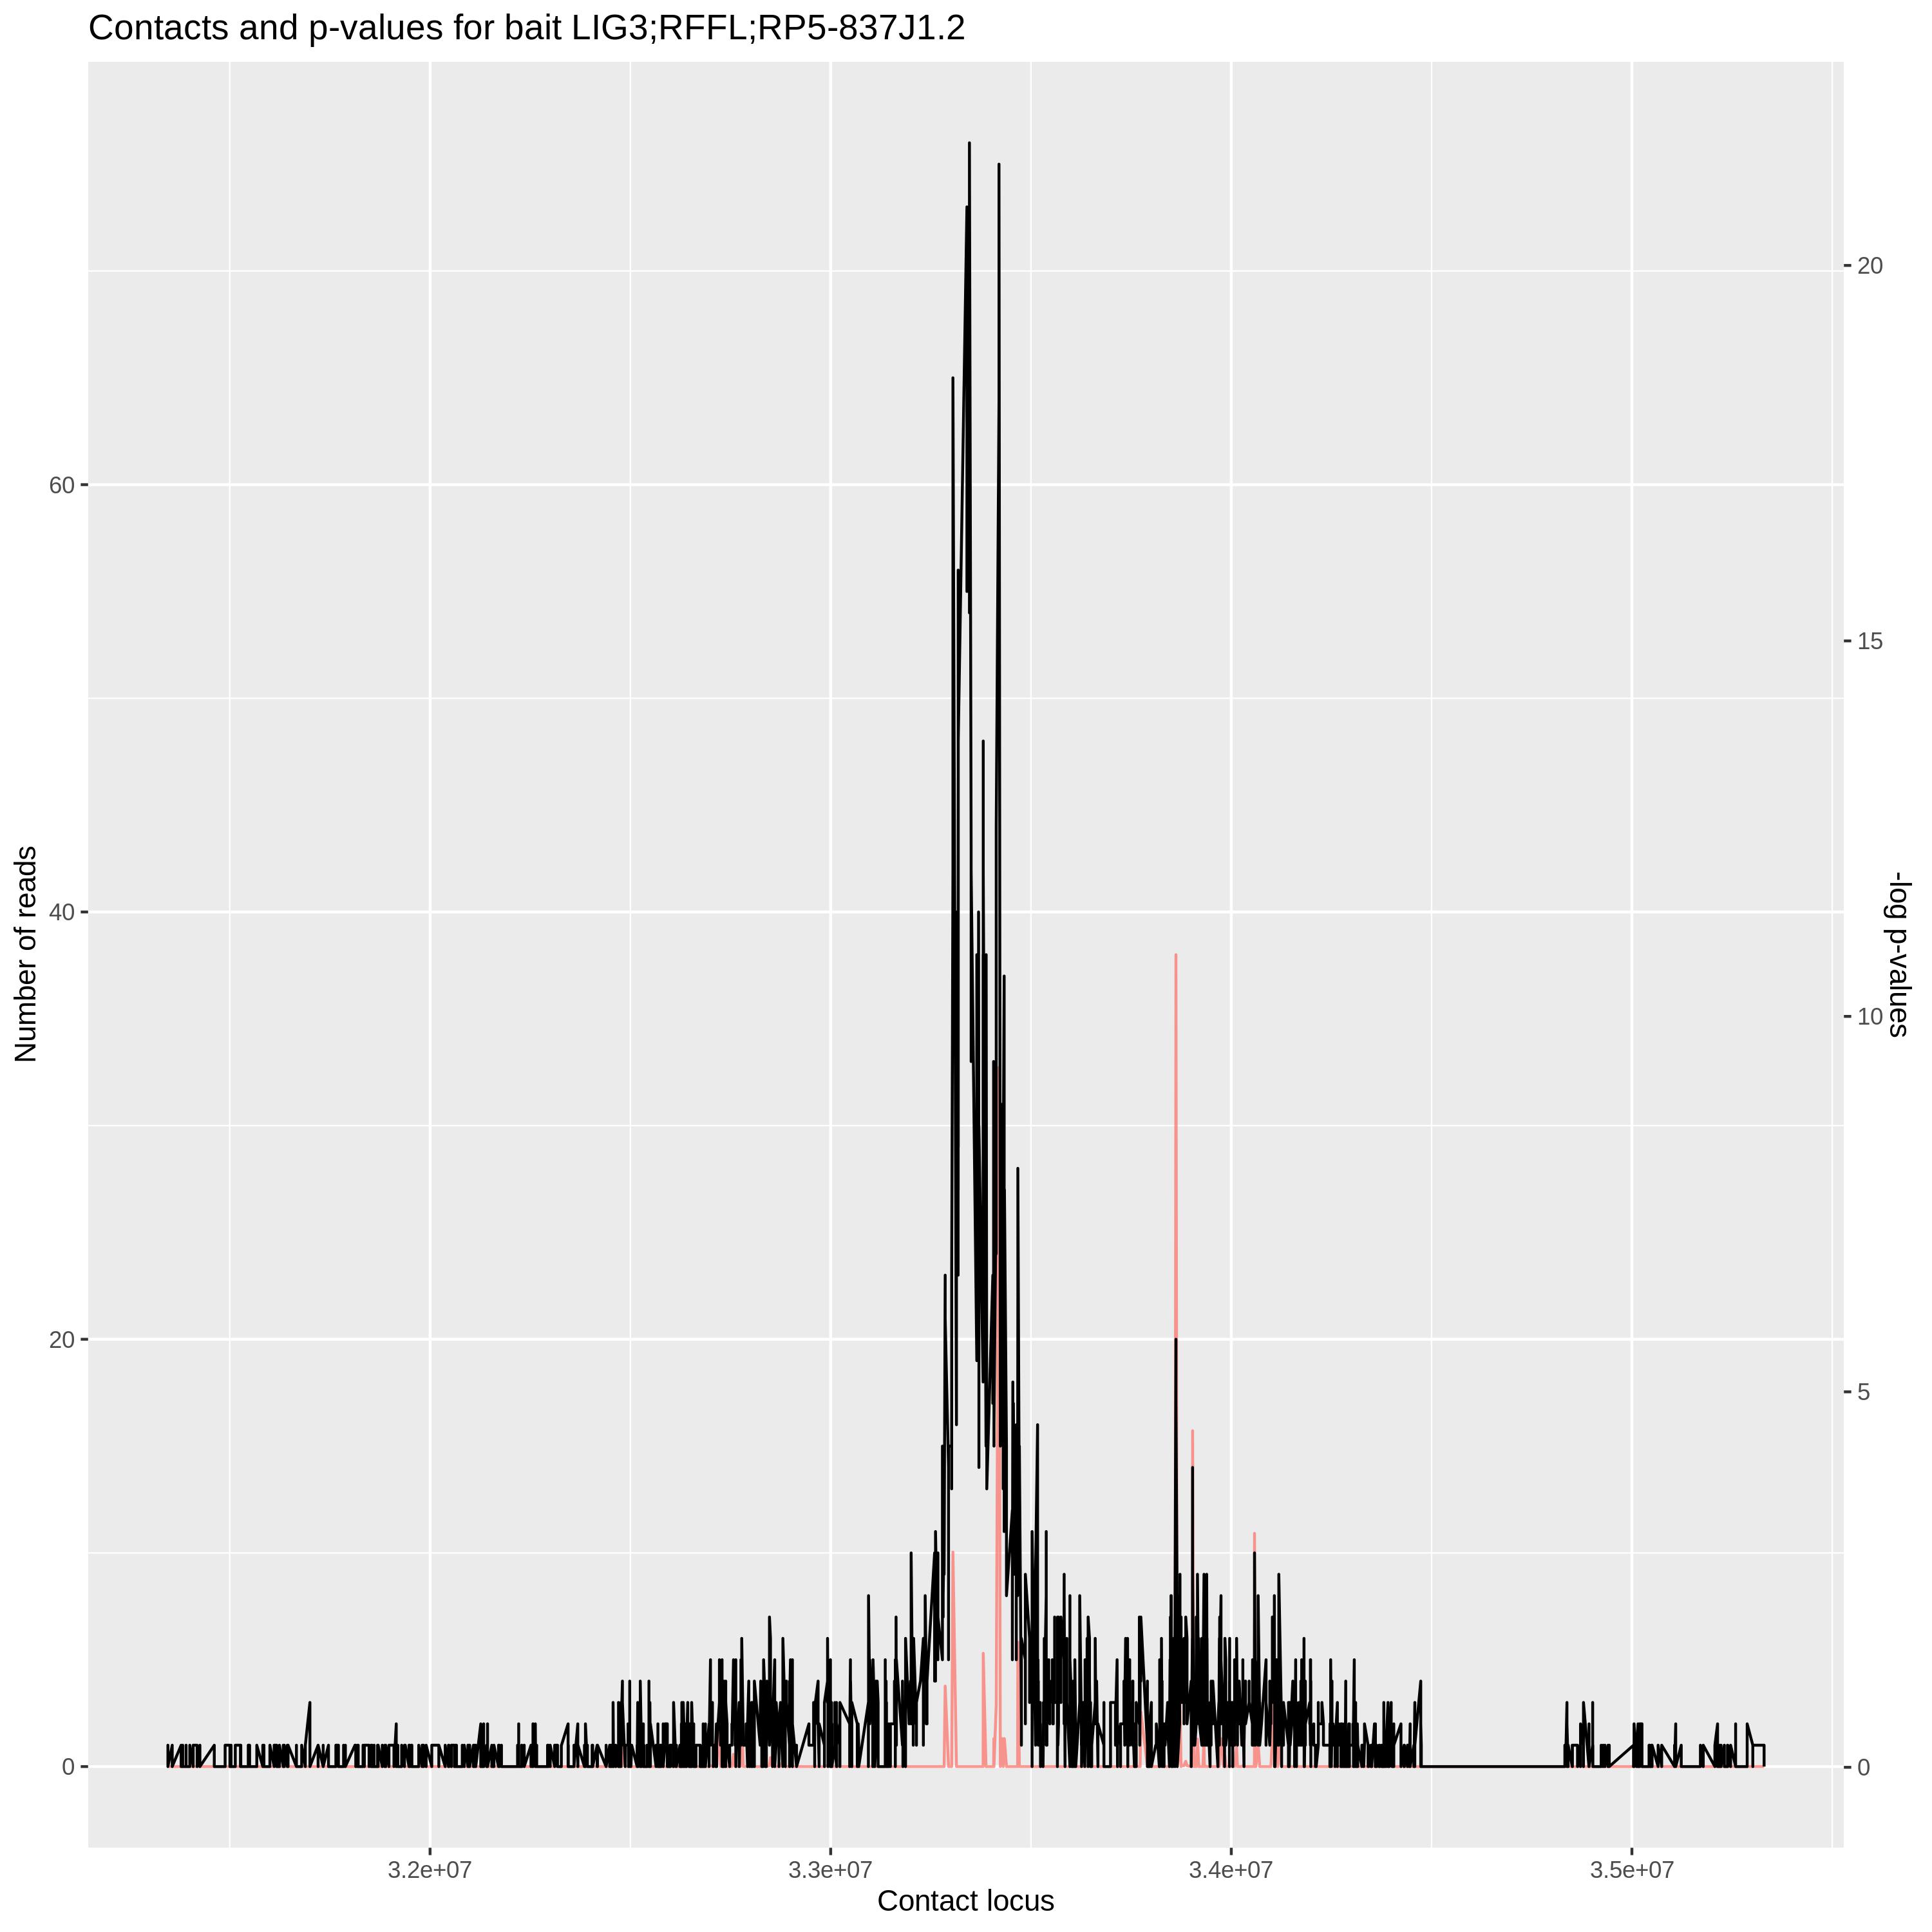 Contacts and p-values for bait LIG3;RFFL;RP5-837J1.2
Number of reads
60
40
20
0
20
15
10
5
0
-log p-values
3.2e+07
3.3e+07
3.4e+07
3.5e+07
Contact locus